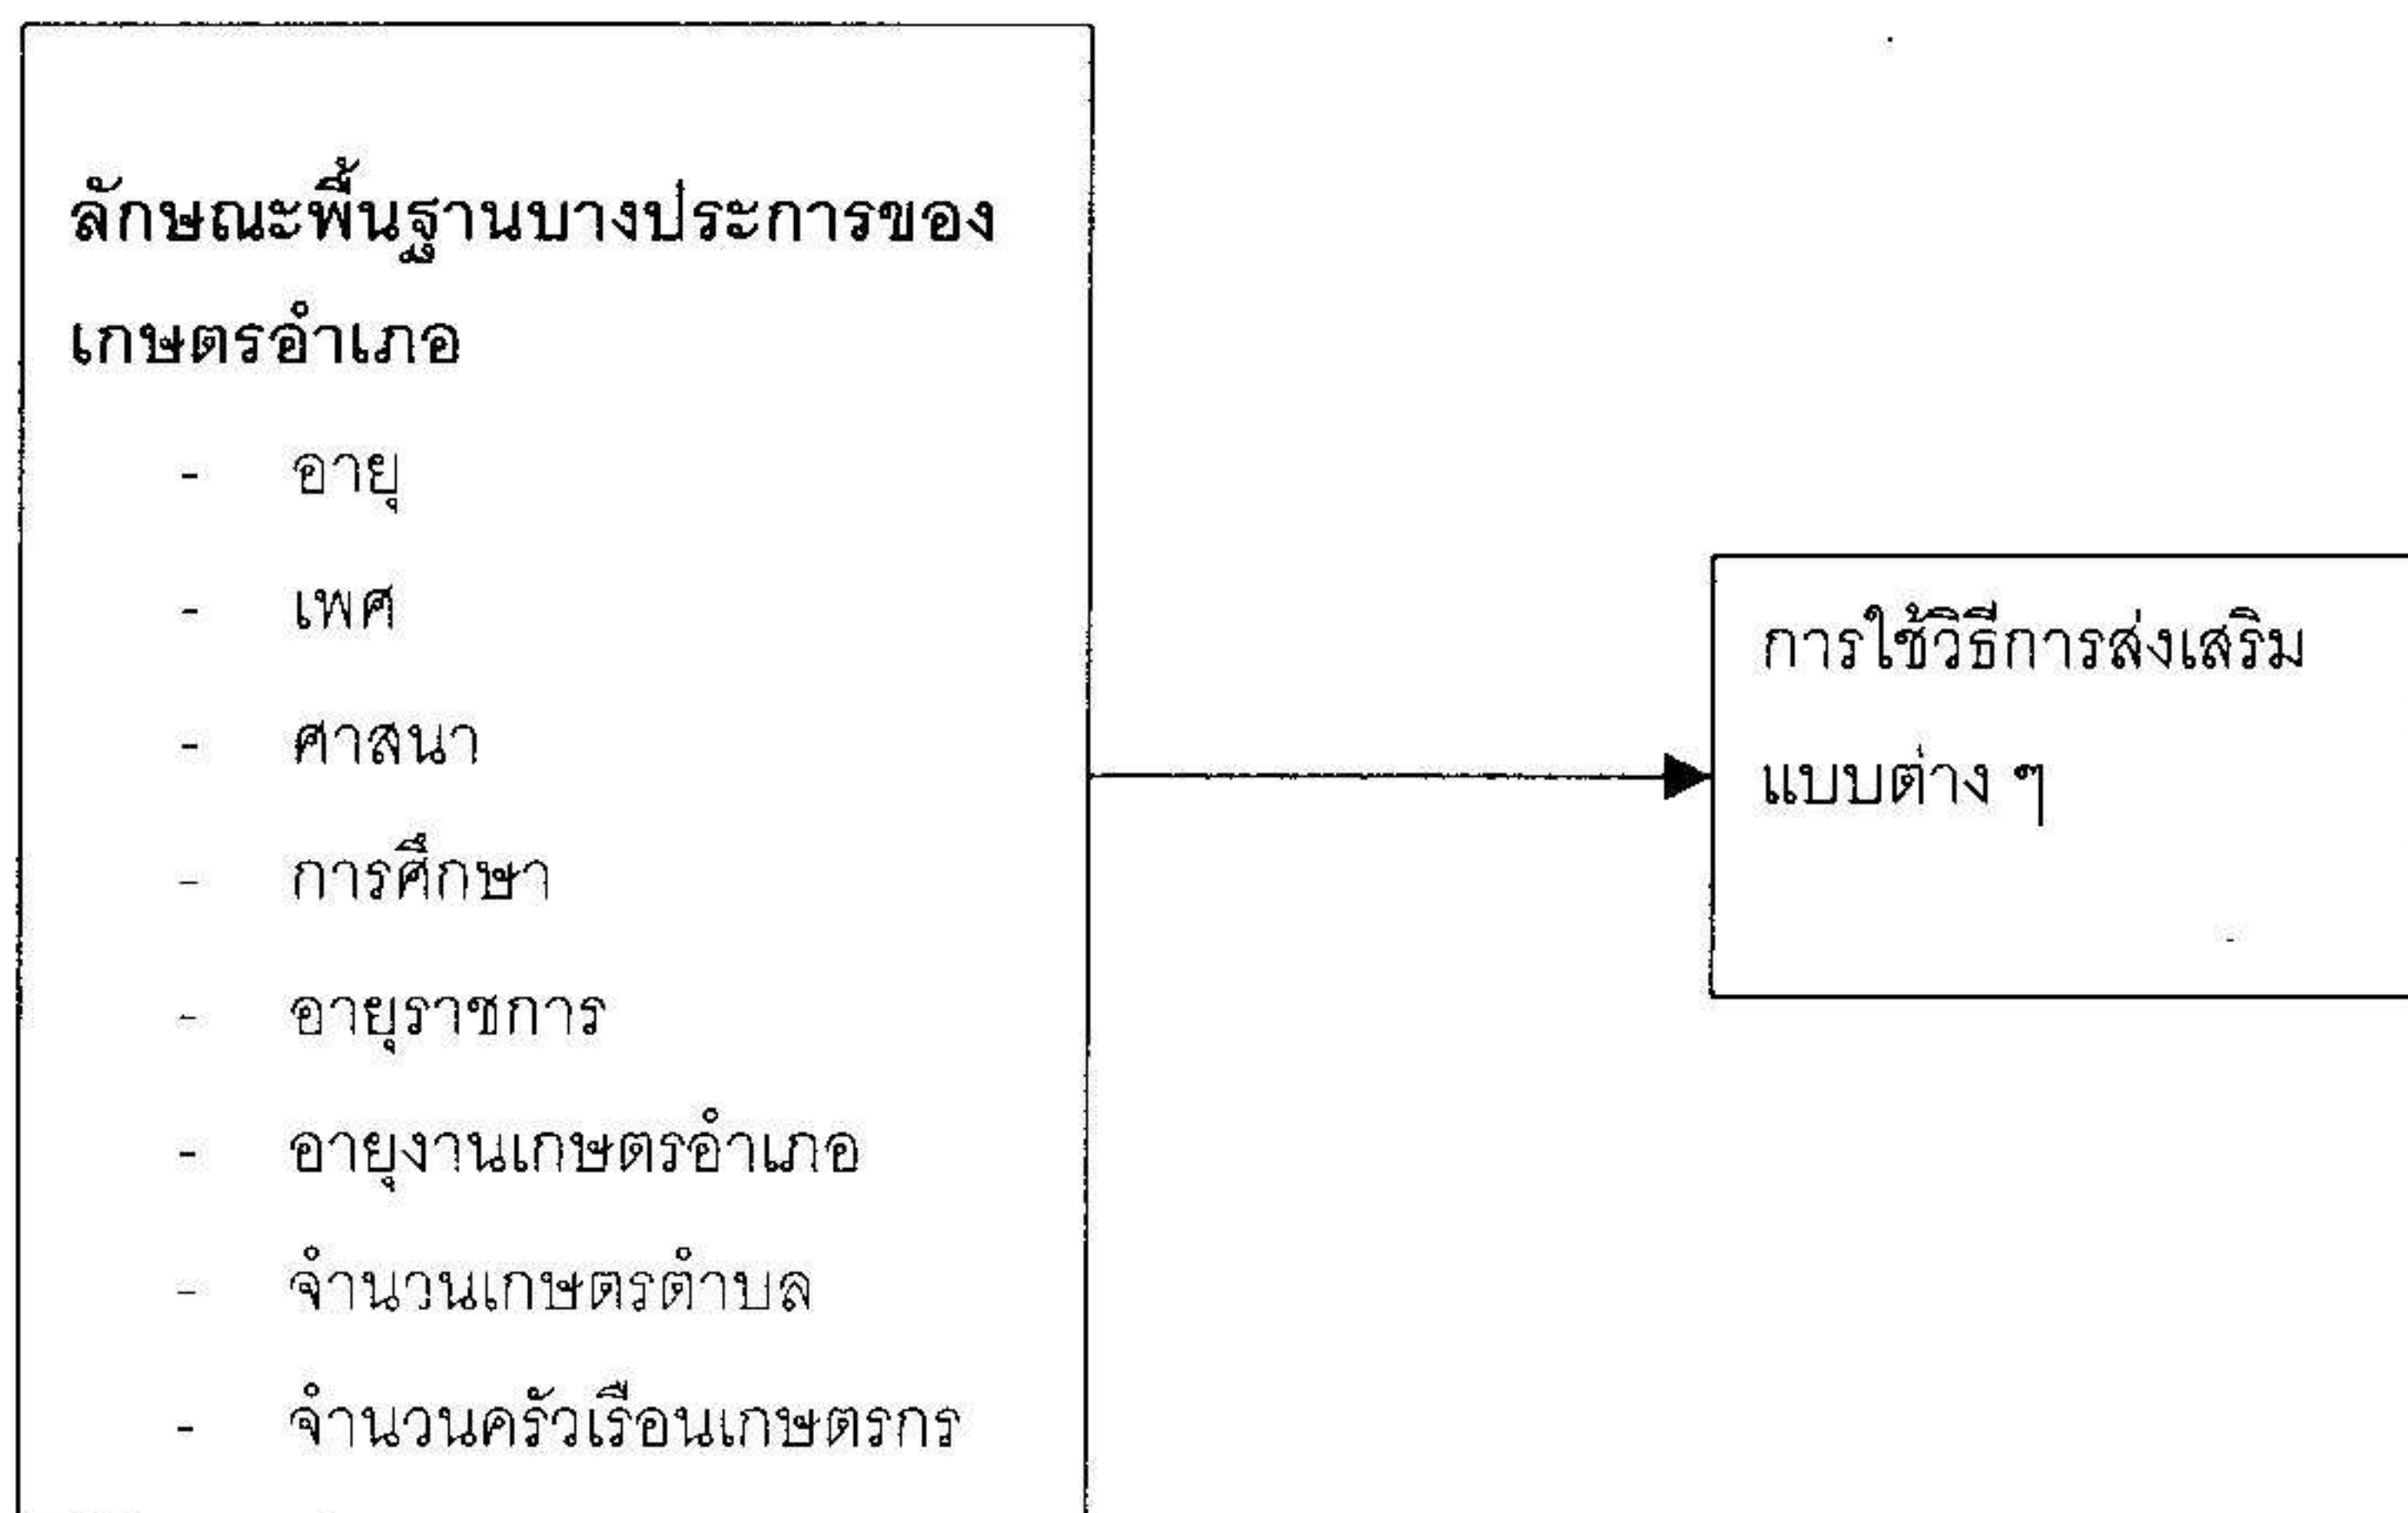 ลักษณะพื้นฐานบางประการของ
เกษตรอำเภอ
- อายุ
- เพศ
- ศาสนา
- การศึกษา
- อายุราชการ
- อายุงานเกษตรอำเภอ
- จำนวนเกษตรตำบล
- จำนวนครัวเรือนเกษตรกร
การใช้วิธีการส่งเสริม
แบบต่าง ๆ